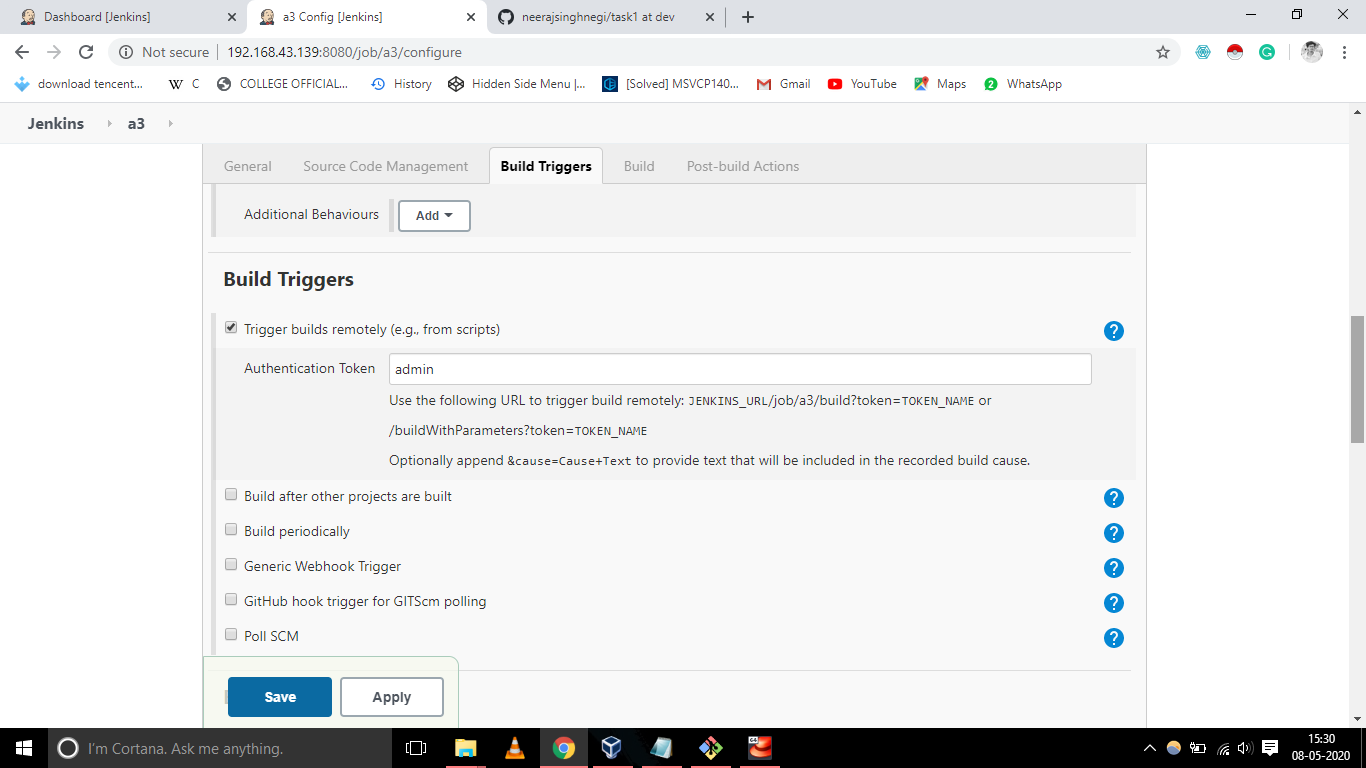 Dashboard [Jenkins]
a3 Config [Jenkins]
neerajsinghnegi/task1 at dev
Not secure
192.168.43.139:8080/job/a3/configure
download tencent...
W C
COLLEGE OFFICIAL...
History
Hidden Side Menu |...
[Solved] MSVCP140...
Gmail
YouTube
Maps
2 WhatsApp
Jenkins
a3
General
Source Code Management
Build Triggers
Build
Post-build Actions
Additional Behaviours
Add
Build Triggers
Trigger builds remotely (e.g., from scripts)
?
Authentication Token
admin
Use the following URL to trigger build remotely: JENKINS_URL/job/a3/build?token=TOKEN_NAME or
/buildWithParameters?token=TOKEN_NAME
Optionally append &cause=Cause+Text to provide text that will be included in the recorded build cause.
Build after other projects are built
?
Build periodically
?
Generic Webhook Trigger
?
GitHub hook trigger for GITScm polling
?
Poll SCM
?
Save
Apply
I'm Cortana. Ask me anything.
15:30
08-05-2020